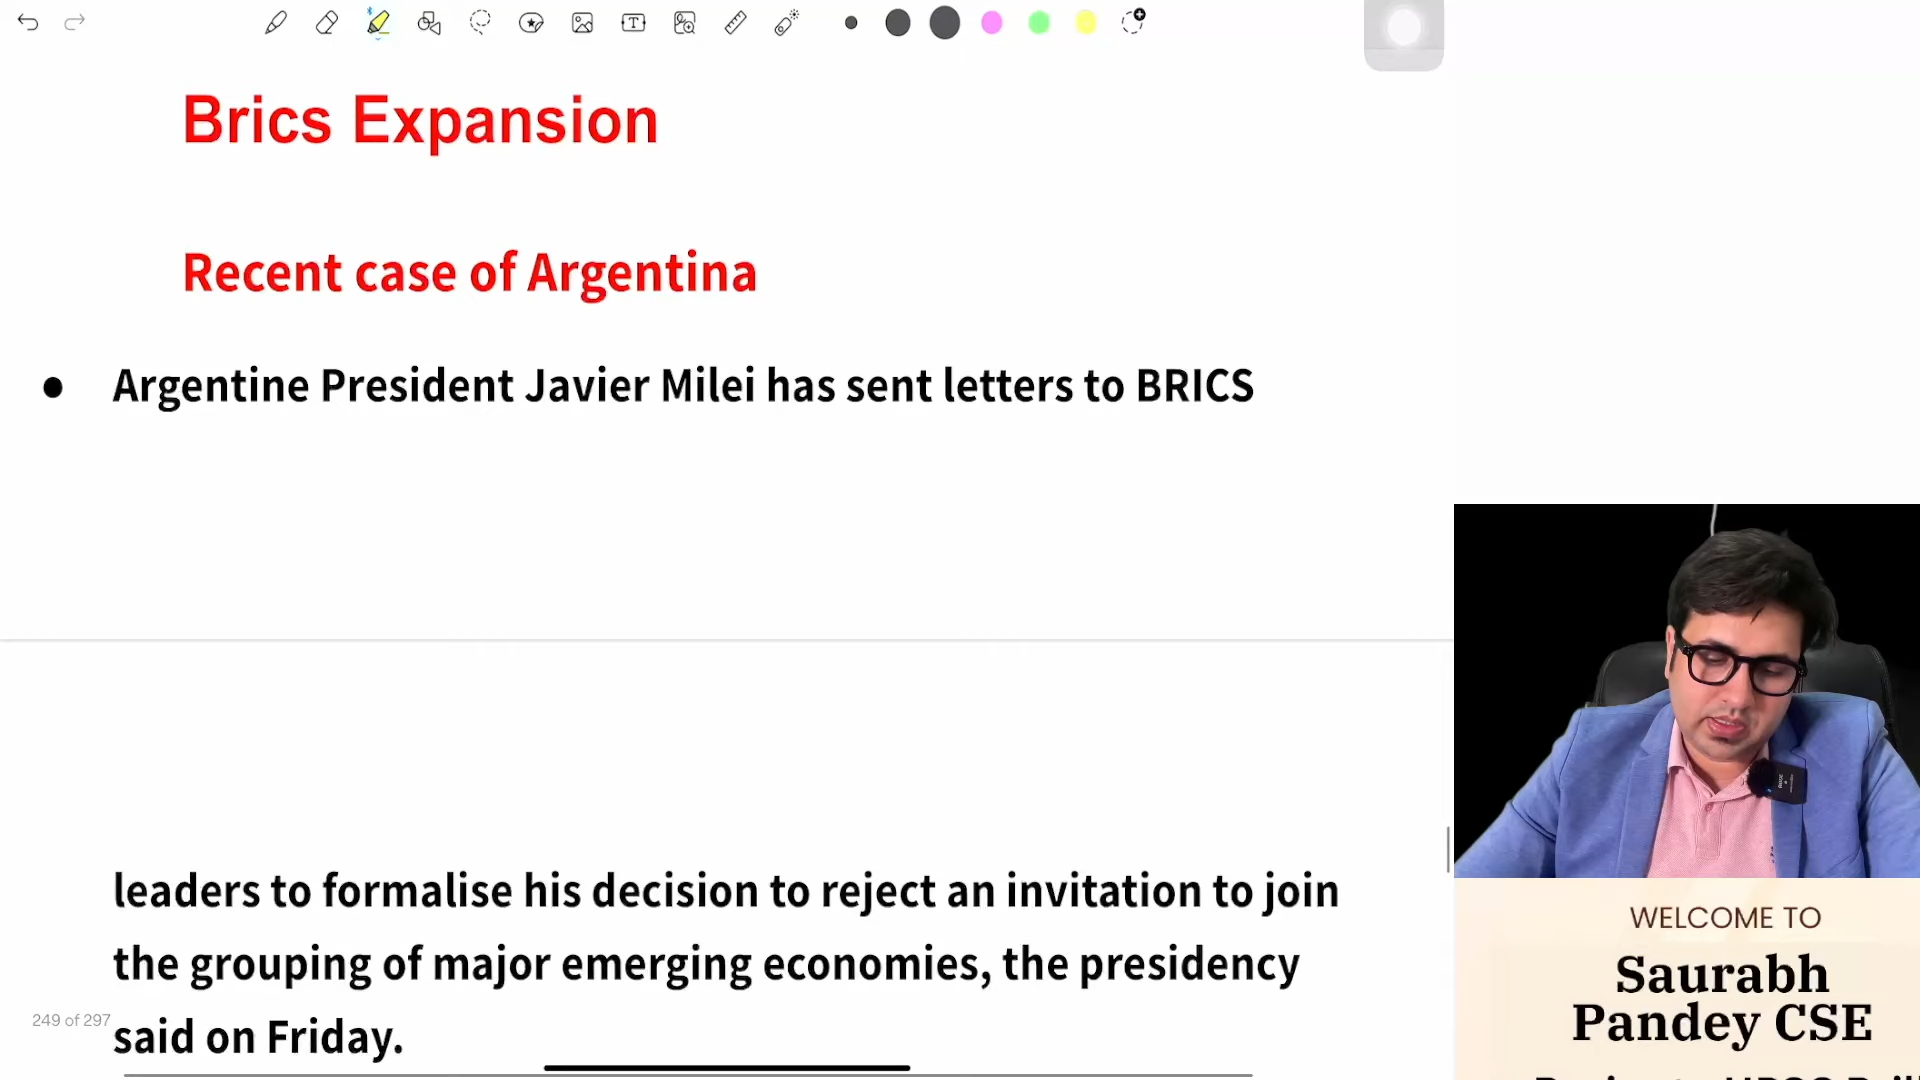 Brics Expansion
Recent case of Argentina
● Argentine President Javier Milei has sent letters to BRICS
leaders to formalise his decision to reject an invitation to join
the grouping of major emerging economies, the presidency
said on Friday.
249 of 297
WELCOME TO
Saurabh
Pandey CSE